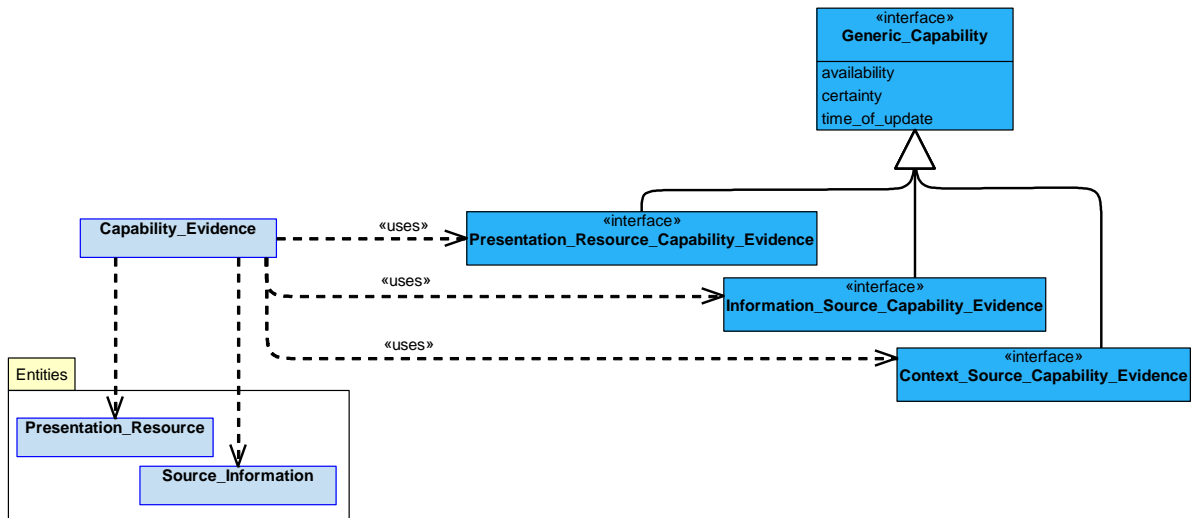 «interface»
Generic_Capability
availability
certainty
time_of_update
Capability_Evidence
«uses»
«interface»
Presentation_Resource_Capability_Evidence
«uses»
«interface»
Information_Source_Capability_Evidence
«uses»
«interface»
Context_Source_Capability_Evidence
Entities
Presentation_Resource
Source_Information